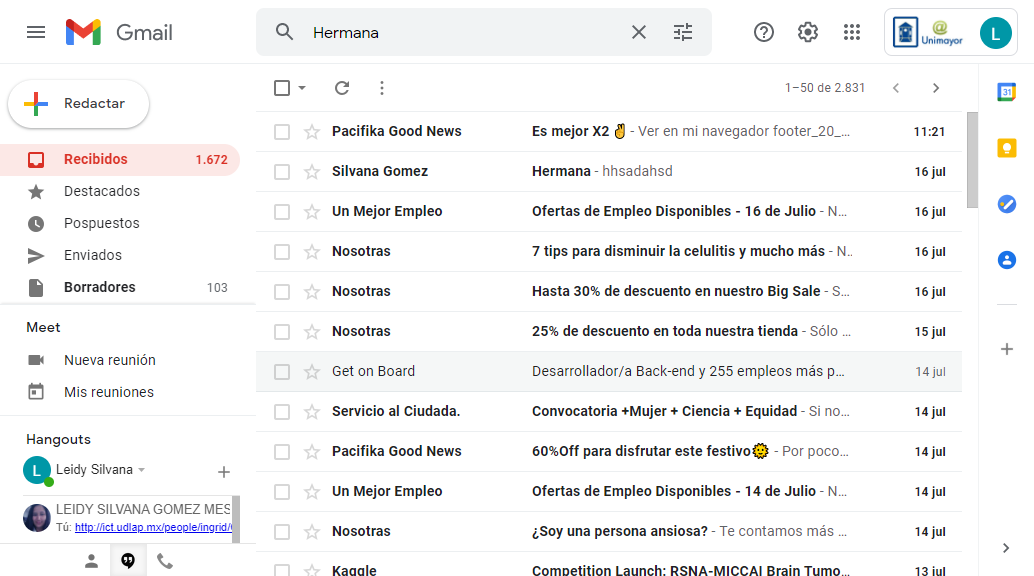 Gmail
Hermana
@
Unimayor
L
Redactar
1–50 de 2.831
31
Recibidos 1.672
Destacados
Pospuestos
Enviados
Borradores 103
Meet
Nueva reunión
Mis reuniones
Hangouts
L Leidy Silvana
LEIDY SILVANA GOMEZ MES
Tú: http://ict.udlap.mx/people/ingrid/
Pacifika Good News Es mejor X2 ✌ - Ver en mi navegador footer_20_... 11:21
Silvana Gomez Hermana - hhsadahsd 16 jul
Un Mejor Empleo Ofertas de Empleo Disponibles - 16 de Julio - N... 16 jul
Nosotras 7 tips para disminuir la celulitis y mucho más - N.. 16 jul
Nosotras Hasta 30% de descuento en nuestro Big Sale - S... 16 jul
Nosotras 25% de descuento en toda nuestra tienda - Sólo ... 15 jul
Get on Board Desarrollador/a Back-end y 255 empleos más p... 14 jul
Servicio al Ciudada. Convocatoria +Mujer + Ciencia + Equidad - Si no... 14 jul
Pacifika Good News 60%Off para disfrutar este festivo🌞 - Por poco... 14 jul
Un Mejor Empleo Ofertas de Empleo Disponibles - 14 de Julio - N... 14 jul
Nosotras ¿Soy una persona ansiosa? - Te contamos más ... 14 jul
Kaggle Competition Launch: RSNA-MICCAI Brain Tumo... 13 jul